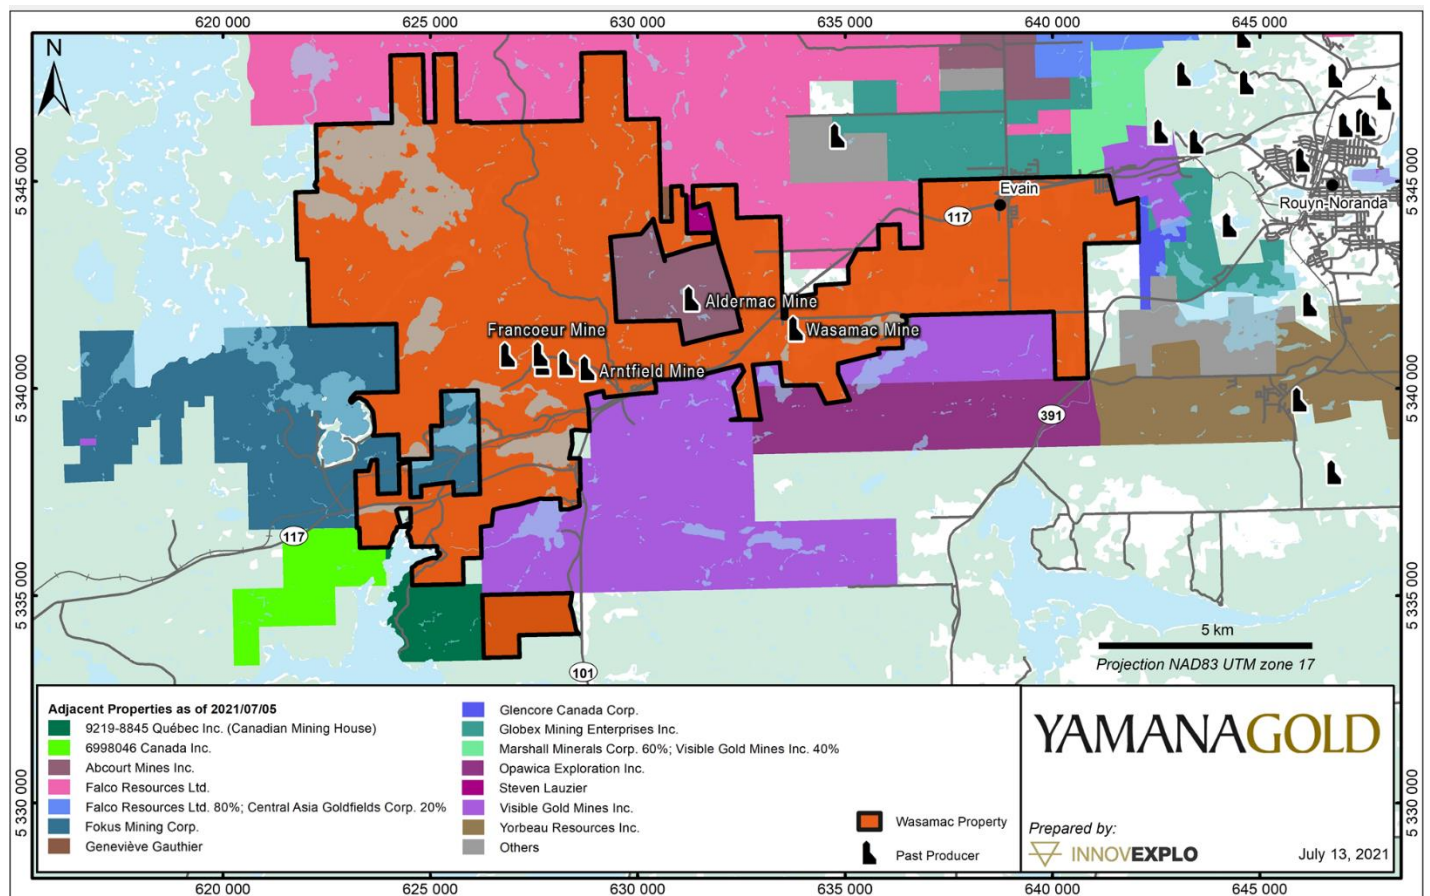 620 000 625 000 630 000 635 000 640 000 645 000
N
5 345 000
5 345 000
Evain
117
Rouyn-Noranda
Aldermac Mine
Francoeur Mine
Wasamac Mine
Arntfield Mine
5 340 000
5 340 000
391
117
5 335 000
5 335 000
5 km
Projection NAD83 UTM zone 17
101
Adjacent Properties as of 2021/07/05
9219-8845 Québec Inc. (Canadian Mining House)
6998046 Canada Inc.
Abcourt Mines Inc.
Falco Resources Ltd.
Falco Resources Ltd. 80%; Central Asia Goldfields Corp. 20%
Fokus Mining Corp.
Geneviève Gauthier
Glencore Canada Corp.
Globex Mining Enterprises Inc.
Marshall Minerals Corp. 60%; Visible Gold Mines Inc. 40%
Opawica Exploration Inc.
Steven Lauzier
Visible Gold Mines Inc.
Yorbeau Resources Inc.
Others
Wasamac Property
Past Producer
YAMANAGOLD
Prepared by:
INNOVEXPLO
July 13, 2021
5 330 000
5 330 000
620 000 625 000 630 000 635 000 640 000 645 000